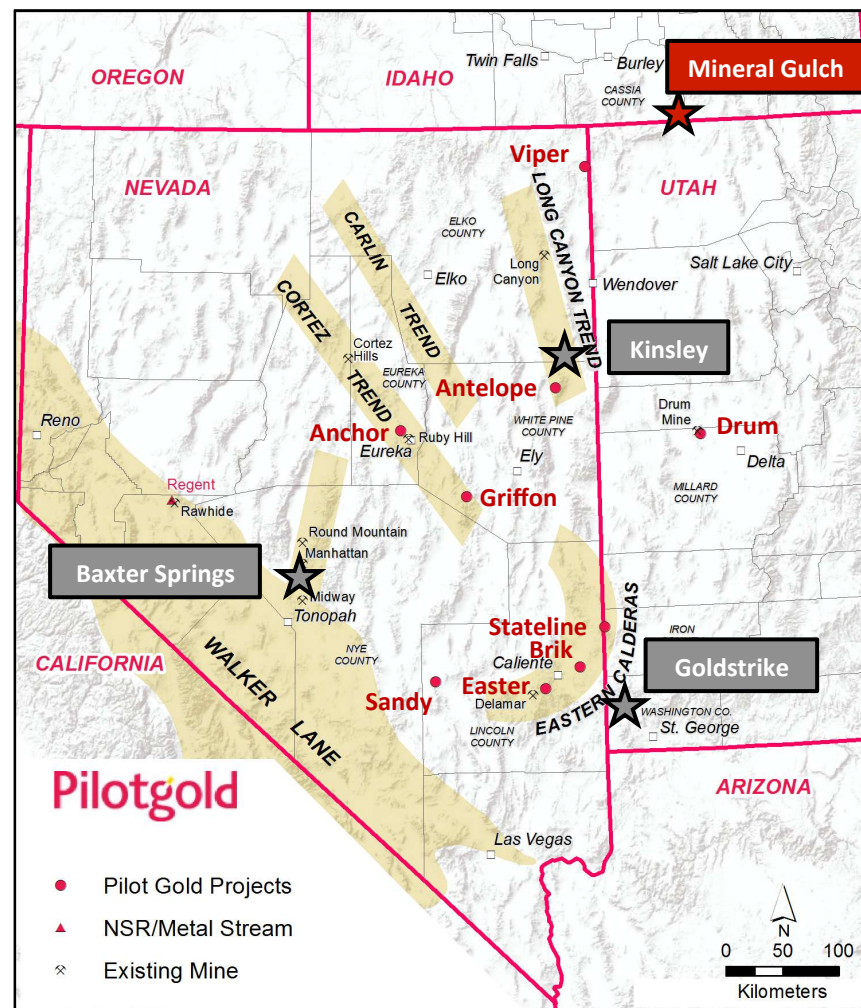 OREGON
IDAHO
Twin Falls
Burley
Mineral Gulch
CASSIA
COUNTY
Viper
NEVADA
UTAH
LONG CANYON TREND
ELKO
COUNTY
CARLIN
TREND
Long
Canyon
Salt Lake City
Elko
Wendover
CORTEZ
TREND
Cortez
Hills
Kinsley
EUREKA
COUNTY
Antelope
WHITE PINE
COUNTY
Drum
Mine
Drum
Reno
Anchor
Ruby Hill
Eureka
Delta
Ely
MILLARD
COUNTY
Regent
Rawhide
Griffon
Round Mountain
Manhattan
Baxter Springs
Midway
Tonopah
Stateline
IRON
Brik
NYE
COUNTY
CALIFORNIA
Caliente
Goldstrike
Sandy
Easter
Delamar
EASTERN CALDERAS
WASHINGTON CO.
St. George
LINCOLN
COUNTY
WALKER
LANE
Pilotgold
ARIZONA
Las Vegas
Pilot Gold Projects
NSR/Metal Stream
Existing Mine
N
0 50 100
Kilometers